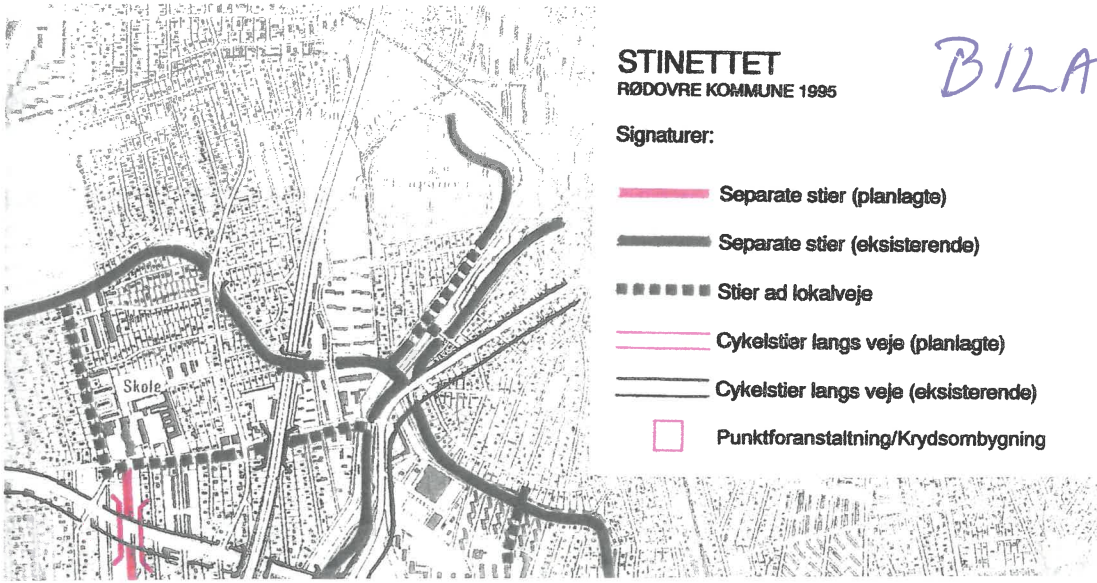 STINETTET
RØDOVRE KOMMUNE 1995
BILA
Signaturer:
Separate stier (planlagte)
Separate stier (eksisterende)
Stier ad lokalveje
Cykelstier langs veje (planlagte)
Cykelstier langs veje (eksisterende)
Punktforanstaltning/Krydsombygning
Skole